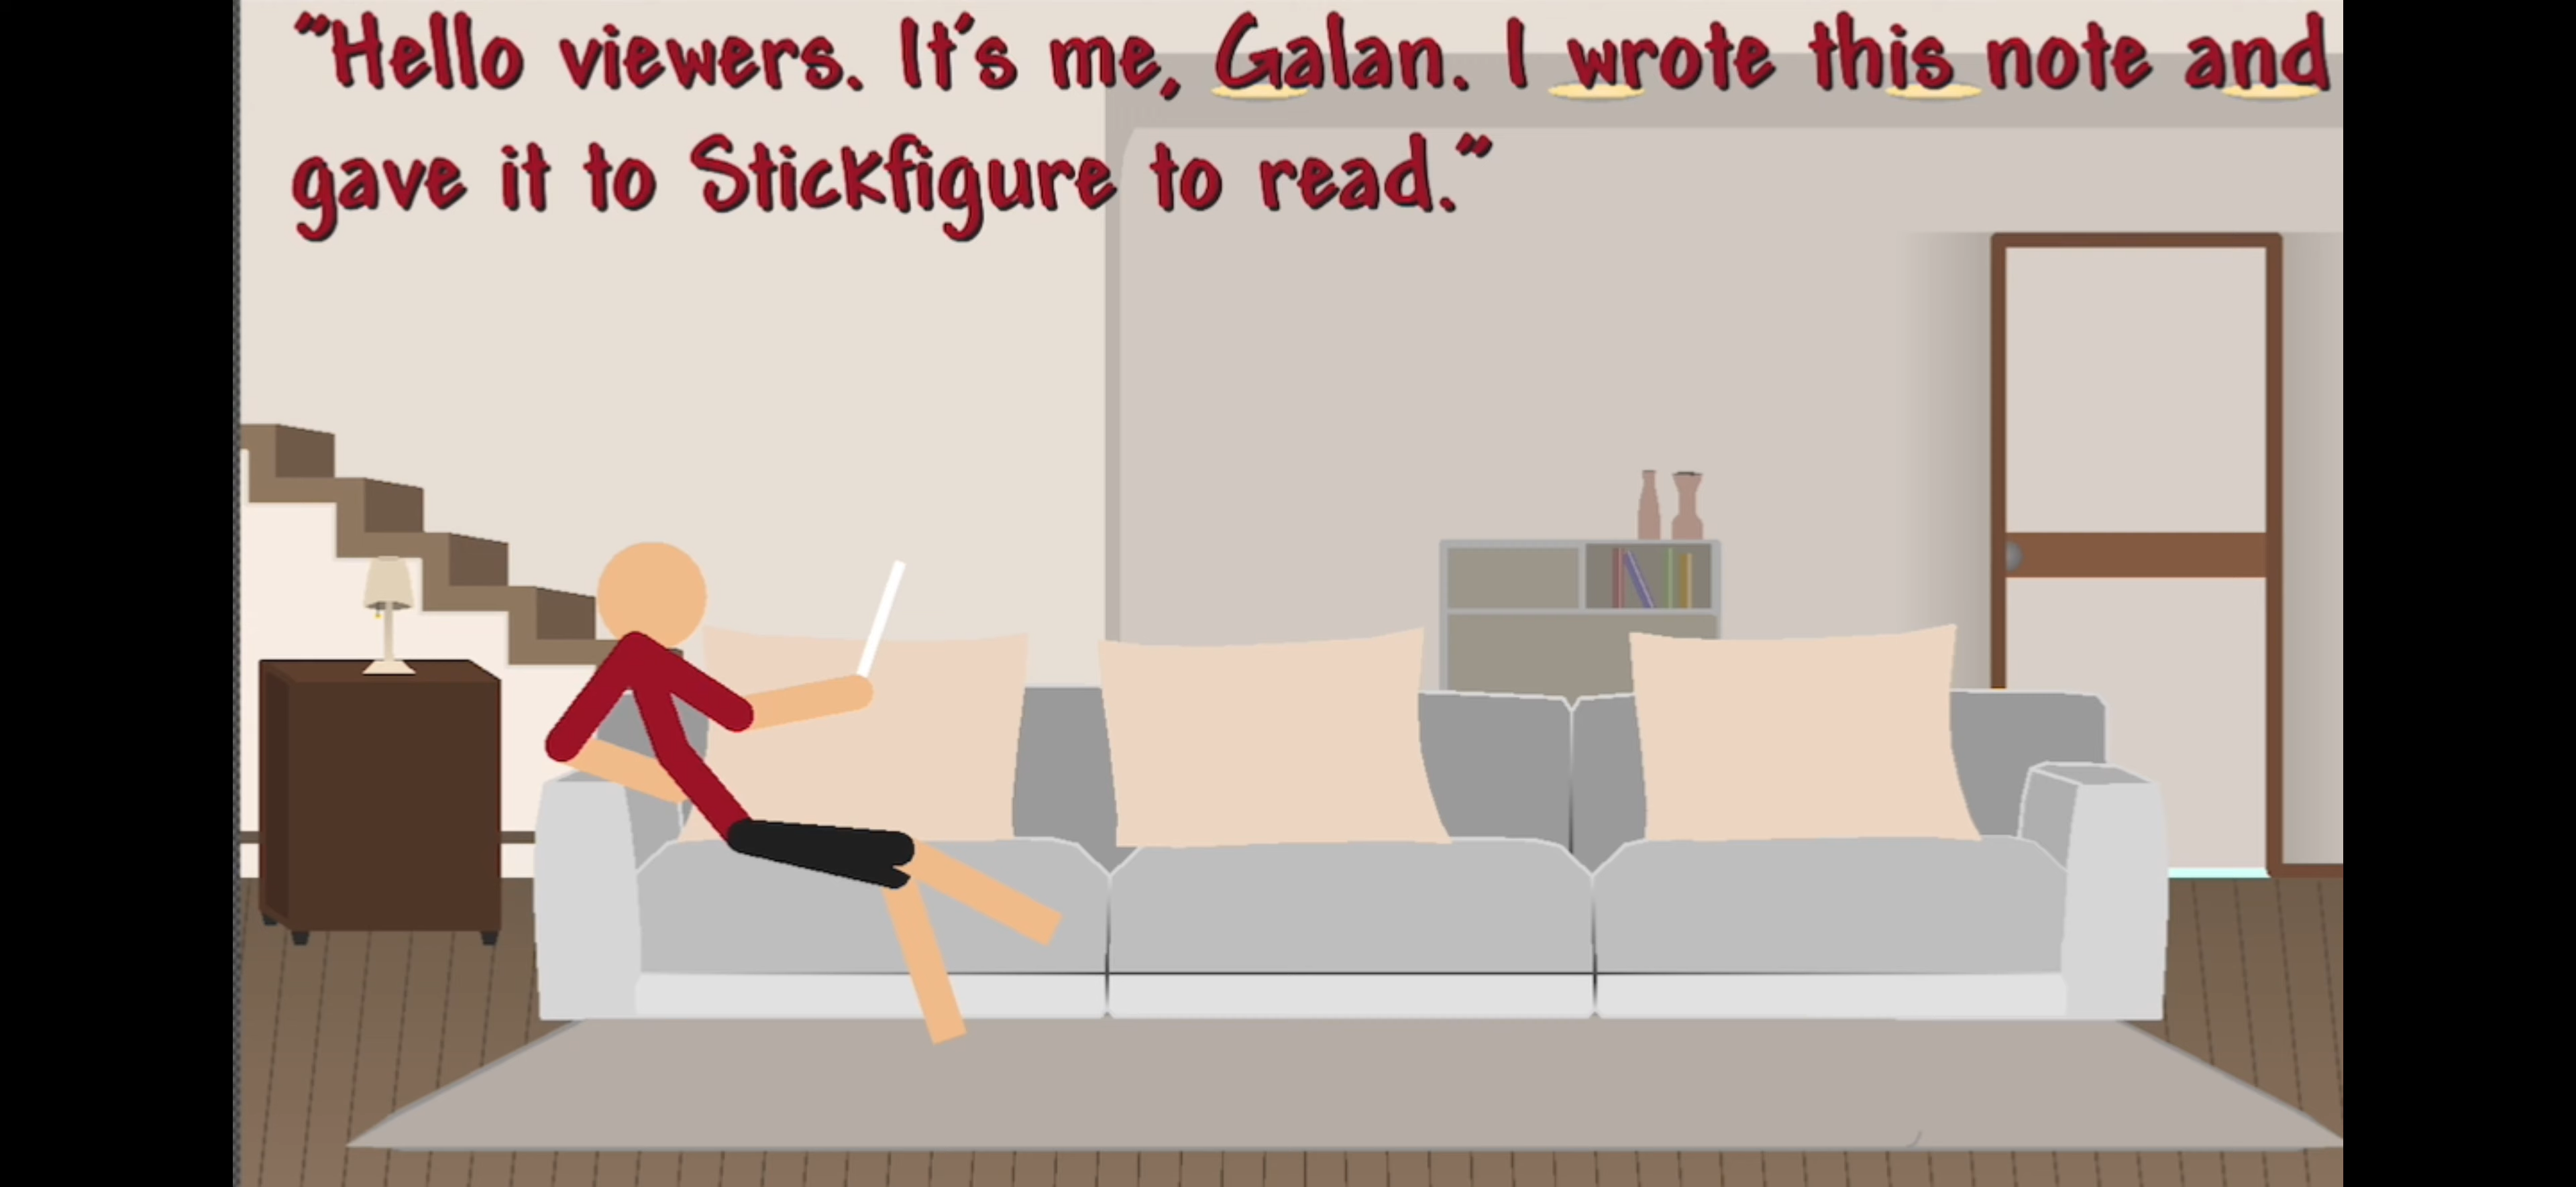 "Hello viewers. It's me, Galan. I wrote this note and
gave it to Stickfigure to read."